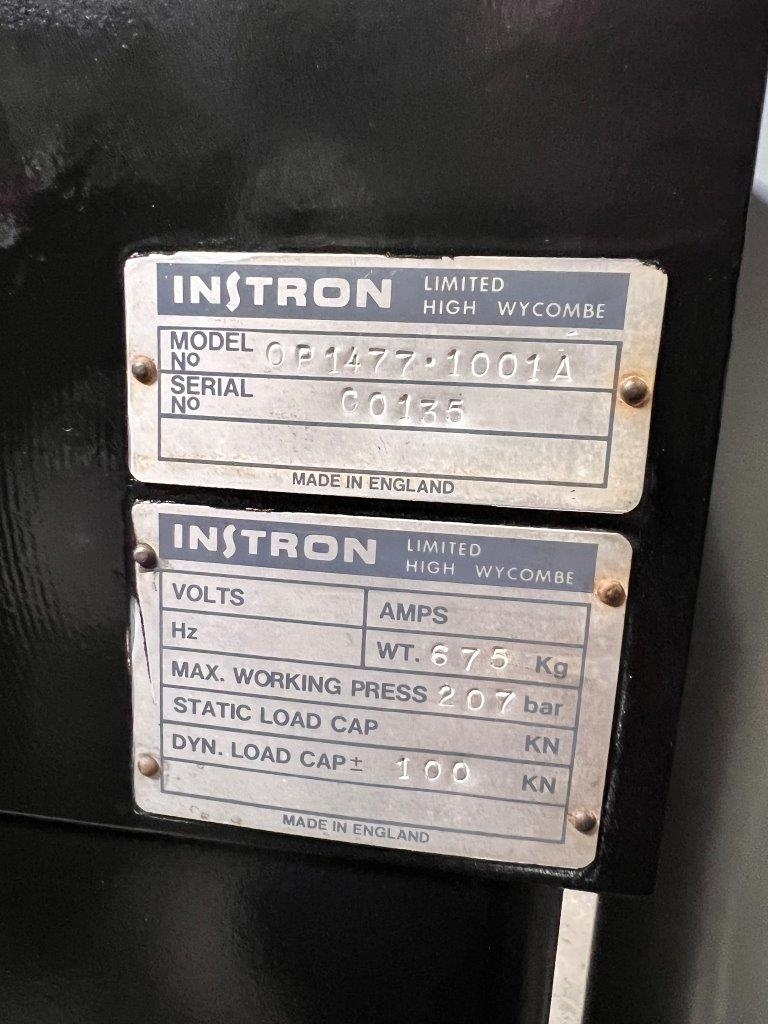 INSTRON LIMITED
HIGH WYCOMBE
MODEL No OP1477·1001A
SERIAL No C0135
MADE IN ENGLAND
INSTRON LIMITED
HIGH WYCOMBE
VOLTS AMPS
Hz WT. 675 Kg
MAX. WORKING PRESS 207 bar
STATIC LOAD CAP KN
DYN. LOAD CAP ± 100 KN
MADE IN ENGLAND